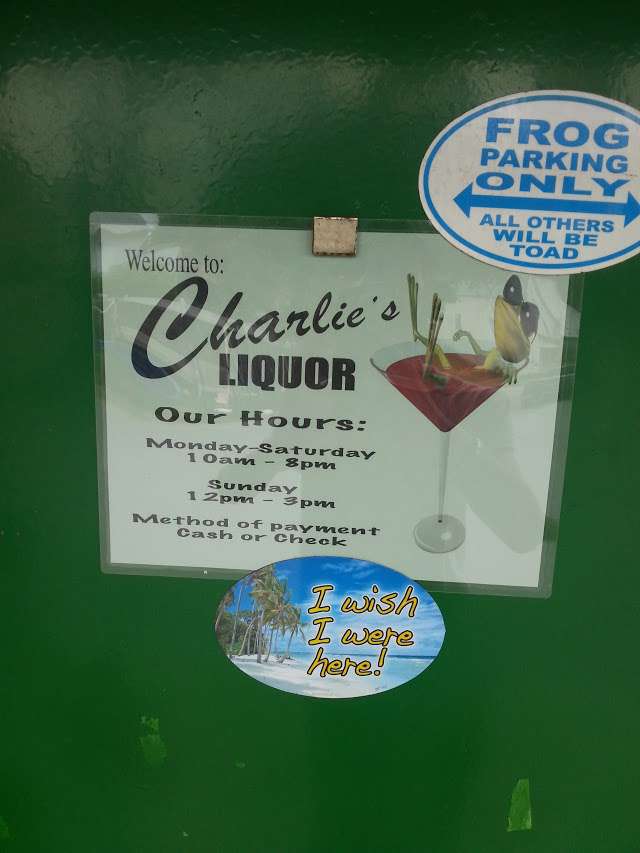 FROG
PARKING
ONLY
ALL OTHERS
WILL BE
TOAD
Welcome to:
Charlie's
LIQUOR
Our Hours:
Monday-Saturday
10am - 8pm
Sunday
12pm - 3pm
Method of payment
Cash or Check
I wish
I were
here!